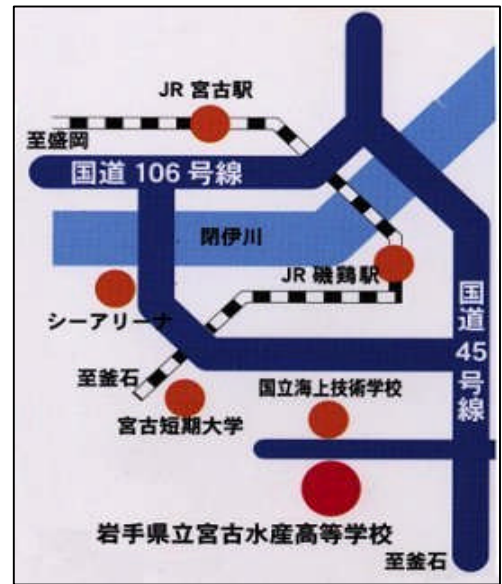 JR 宮古駅
至盛岡
国道 106 号線
閉伊川
JR 磯鶏駅
シーアリーナ
国道45号線
至釜石
国立海上技術学校
宮古短期大学
岩手県立宮古水産高等学校
至釜石